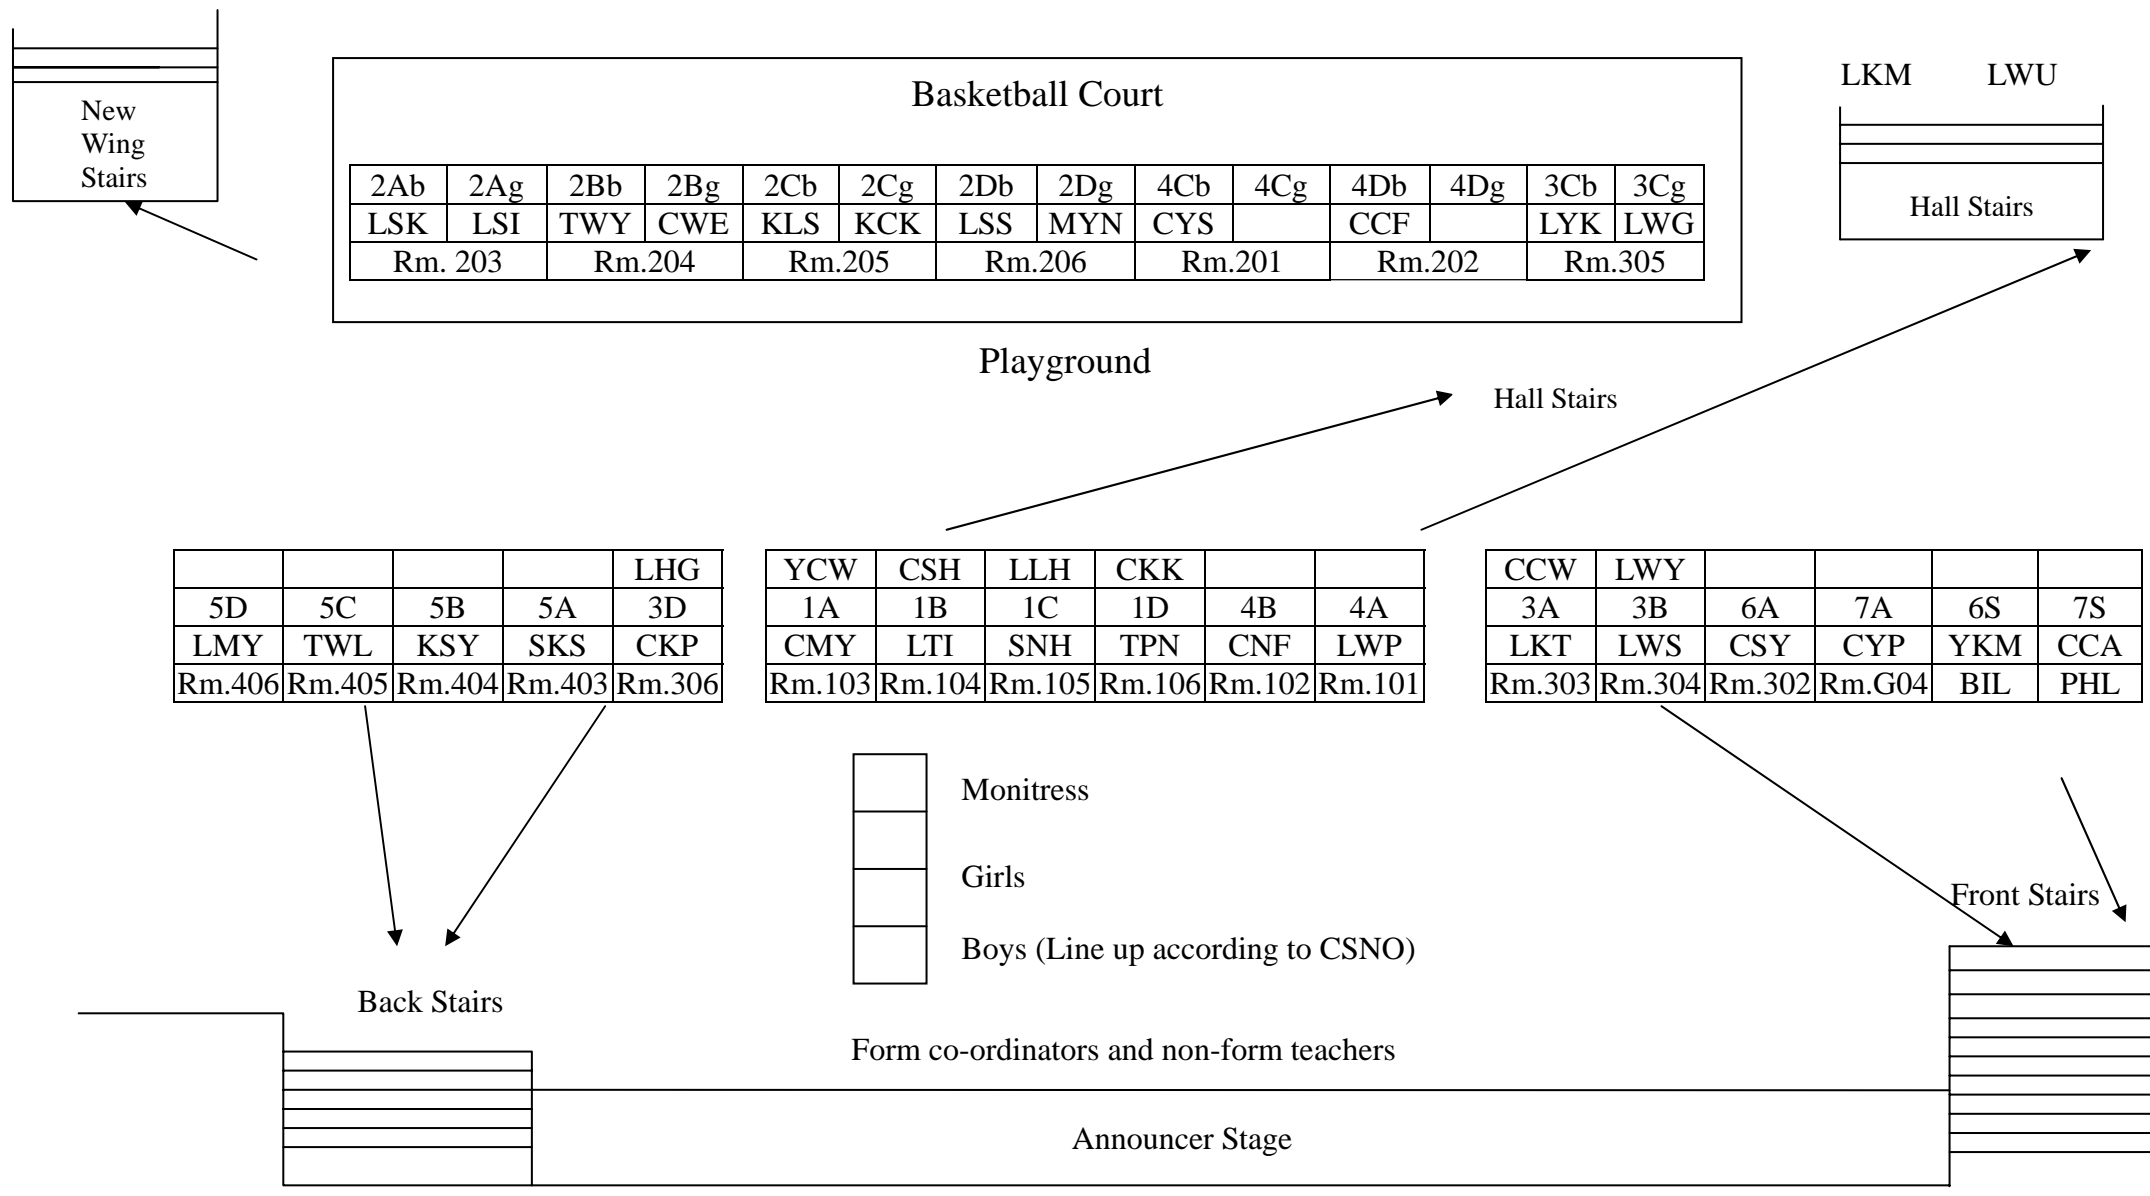 LKM LWU
New
Wing
Stairs
Basketball Court
2Ab 2Ag 2Bb 2Bg 2Cb 2Cg 2Db 2Dg 4Cb 4Cg 4Db 4Dg 3Cb 3Cg
LSK LSI TWY CWE KLS KCK LSS MYN CYS CCF LYK LWG
Rm. 203 Rm.204 Rm.205 Rm.206 Rm.201 Rm.202 Rm.305
Hall Stairs
Playground
Hall Stairs
LHG
5D 5C 5B 5A 3D
LMY TWL KSY SKS CKP
Rm.406 Rm.405 Rm.404 Rm.403 Rm.306
YCW CSH LLH CKK
1A 1B 1C 1D 4B 4A
CMY LTI SNH TPN CNF LWP
Rm.103 Rm.104 Rm.105 Rm.106 Rm.102 Rm.101
CCW LWY
3A 3B 6A 7A 6S 7S
LKT LWS CSY CYP YKM CCA
Rm.303 Rm.304 Rm.302 Rm.G04 BIL PHL
Monitress
Girls
Boys (Line up according to CSNO)
Front Stairs
Back Stairs
Form co-ordinators and non-form teachers
Announcer Stage